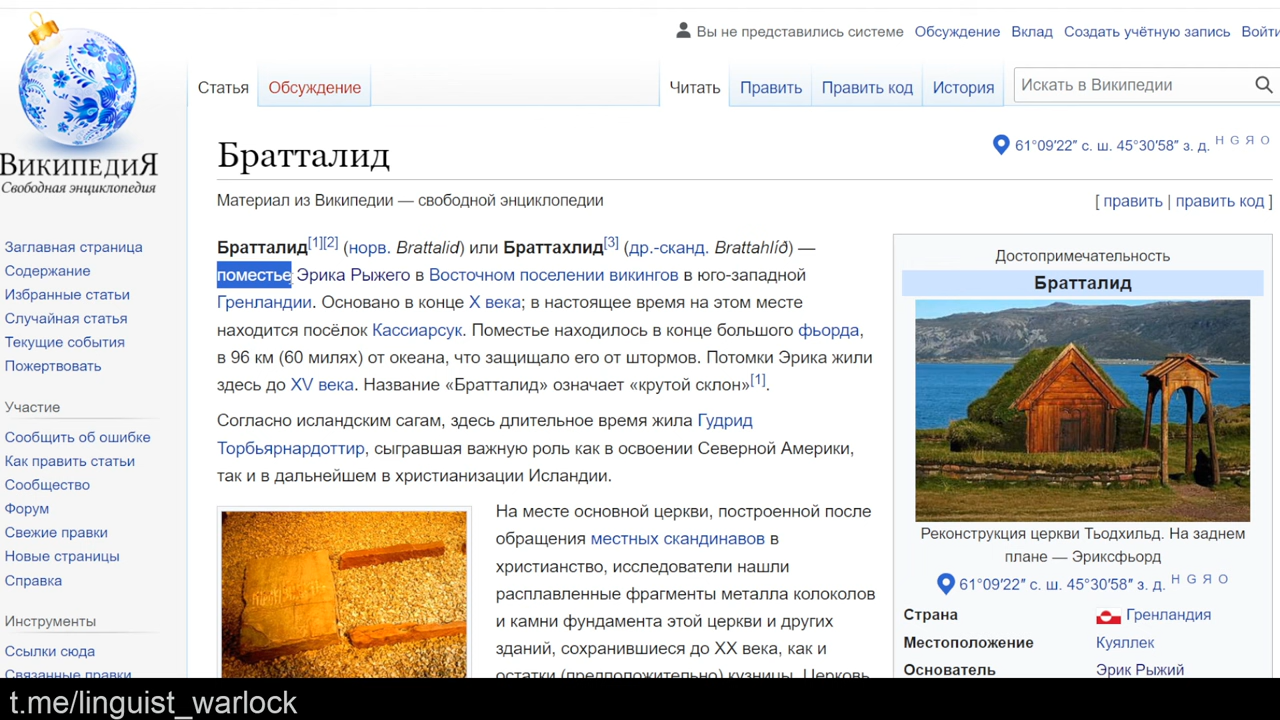 Вы не представились системе Обсуждение Вклад Создать учётную запись Войти
Статья Обсуждение Читать Править Править код История Искать в Википедии
ВИКИПЕДИЯ
Свободная энциклопедия
Братталид
61°09′22″ с. ш. 45°30′58″ з. д. H G Я O
Материал из Википедии — свободной энциклопедии
[ править | править код ]
Заглавная страница
Содержание
Избранные статьи
Случайная статья
Текущие события
Пожертвовать
Участие
Сообщить об ошибке
Как править статьи
Сообщество
Форум
Свежие правки
Новые страницы
Справка
Инструменты
Ссылки сюда
Связанные правки
Братталид[1][2] (норв. Brattalid) или Браттахлид[3] (др.-сканд. Brattahlíð) —
поместье Эрика Рыжего в Восточном поселении викингов в юго-западной
Гренландии. Основано в конце X века; в настоящее время на этом месте
находится посёлок Кассиарсук. Поместье находилось в конце большого фьорда,
в 96 км (60 милях) от океана, что защищало его от штормов. Потомки Эрика жили
здесь до XV века. Название «Братталид» означает «крутой склон»[1].
Согласно исландским сагам, здесь длительное время жила Гудрид
Торбьярнардоттир, сыгравшая важную роль как в освоении Северной Америки,
так и в дальнейшем в христианизации Исландии.
На месте основной церкви, построенной после
обращения местных скандинавов в
христианство, исследователи нашли
расплавленные фрагменты металла колоколов
и камни фундамента этой церкви и других
зданий, сохранившиеся до XX века, как и
остатки (предположительно) кузницы. Церковь
Достопримечательность
Братталид
Реконструкция церкви Тьодхильд. На заднем
плане — Эриксфьорд
61°09′22″ с. ш. 45°30′58″ з. д. H G Я O
Страна Гренландия
Местоположение Куяллек
Основатель Эрик Рыжий
t.me/linguist_warlock